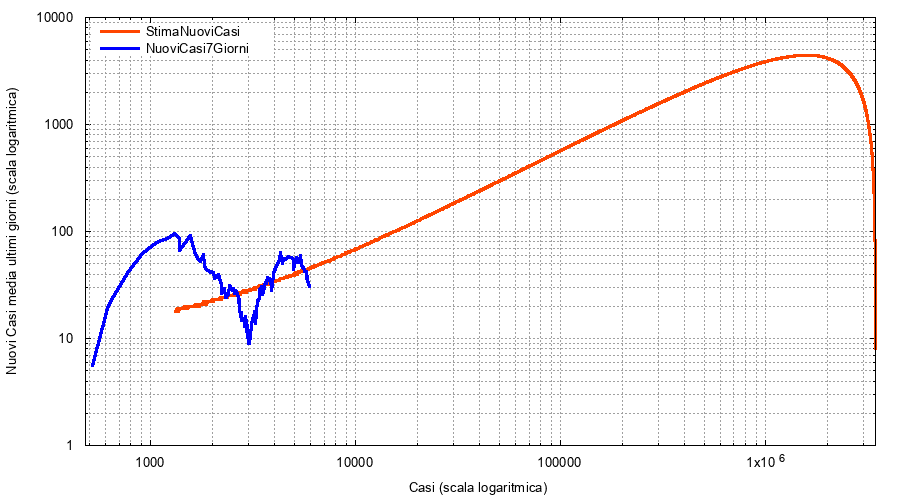 10000
1000
100
10
1
StimaNuoviCasi
NuoviCasi7Giorni
Nuovi Casi media ultimi giorni (scala logaritmica)
1000 10000 100000 1x10 6
Casi (scala logaritmica)